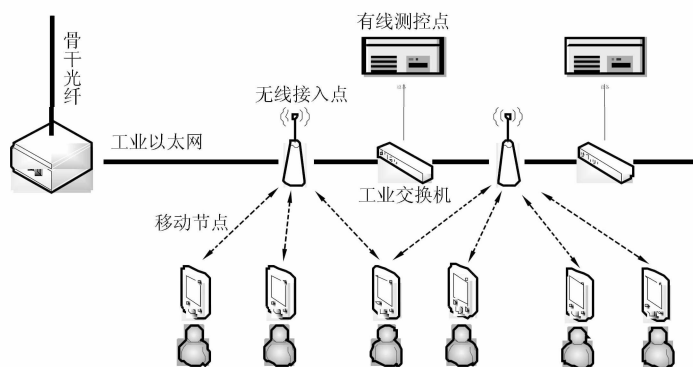 有线测控点
骨干光纤
无线接入点
工业以太网
工业交换机
移动节点